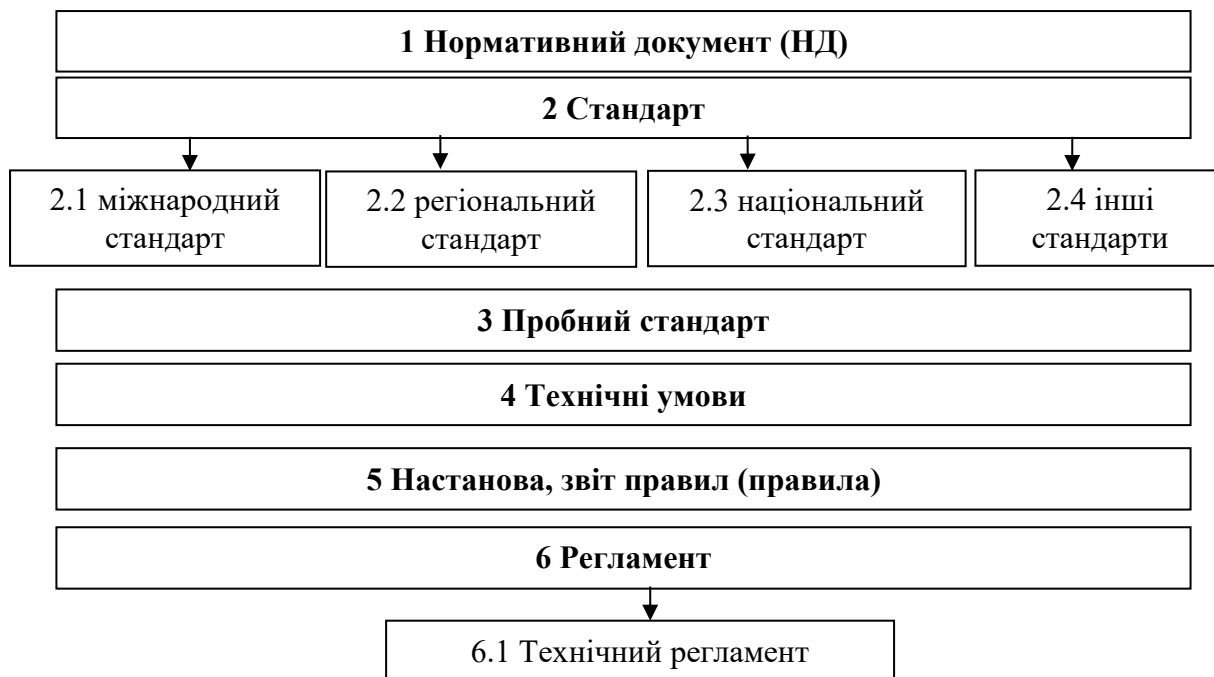 1 Нормативний документ (НД)
2 Стандарт
2.1 міжнародний
стандарт
2.2 регіональний
стандарт
2.3 національний
стандарт
2.4 інші
стандарти
3 Пробний стандарт
4 Технічні умови
5 Настанова, звіт правил (правила)
6 Регламент
6.1 Технічний регламент